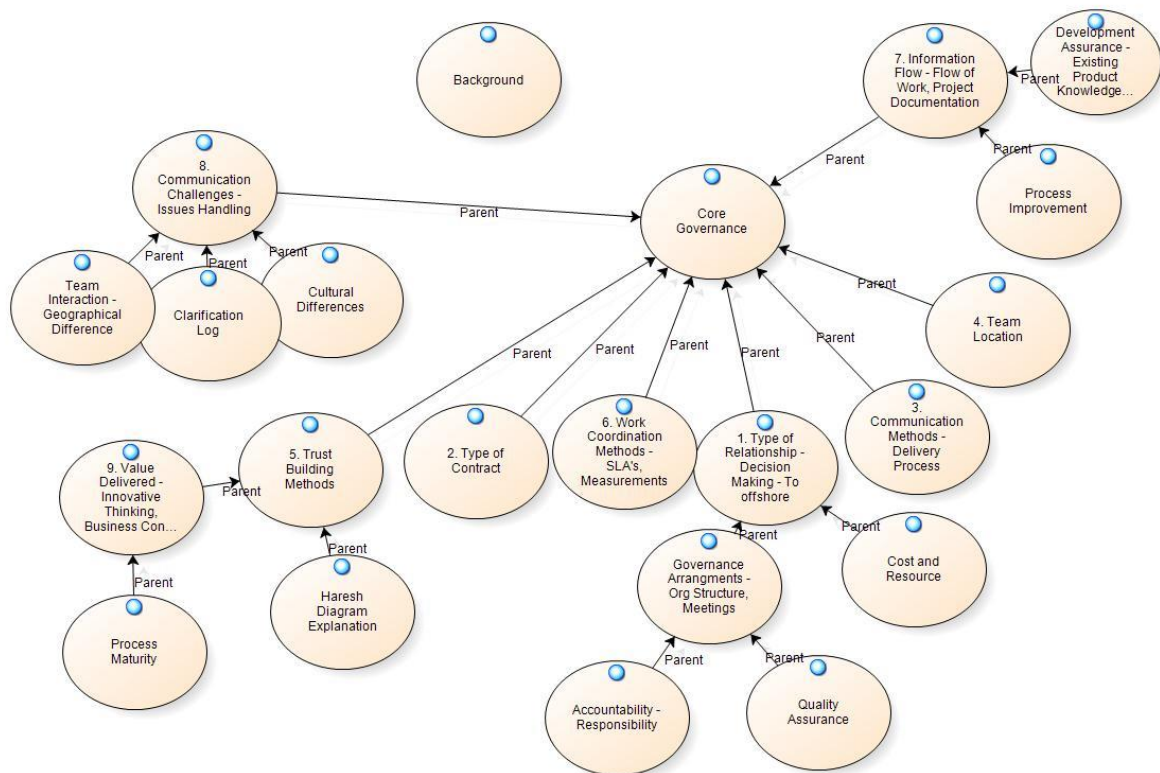 Background
7. Information
Flow - Flow of
Work, Project
Documentation
Development
Assurance -
Existing
Product
Knowledge...
Parent
Parent
Process
Improvement
Parent
8.
Communication
Challenges -
Issues Handling
Parent
Core
Governance
Parent
Parent
Parent
Team
Interaction -
Geographical
Difference
Clarification
Log
Cultural
Differences
Parent
4. Team
Location
Parent
Parent
Parent
Parent
Parent
9. Value
Delivered -
Innovative
Thinking,
Business Con...
Parent
5. Trust
Building
Methods
2. Type of
Contract
6. Work
Coordination
Methods -
SLA's,
Measurements
1. Type of
Relationship -
Decision
Making - To
offshore
3.
Communication
Methods -
Delivery
Process
Parent
Parent
Parent
Parent
Process
Maturity
Haresh
Diagram
Explanation
Governance
Arrangments -
Org Structure,
Meetings
Cost and
Resource
Parent
Parent
Accountability -
Responsibility
Quality
Assurance